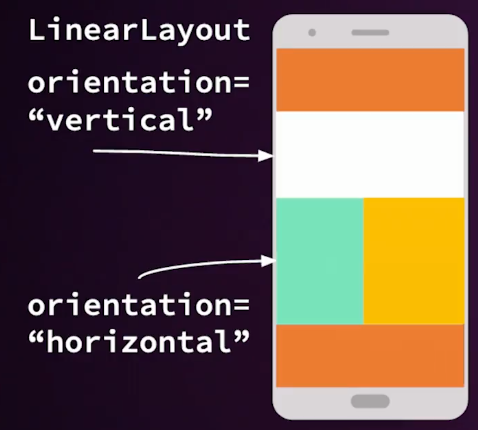 LinearLayout
orientation=
“vertical”
orientation=
“horizontal”